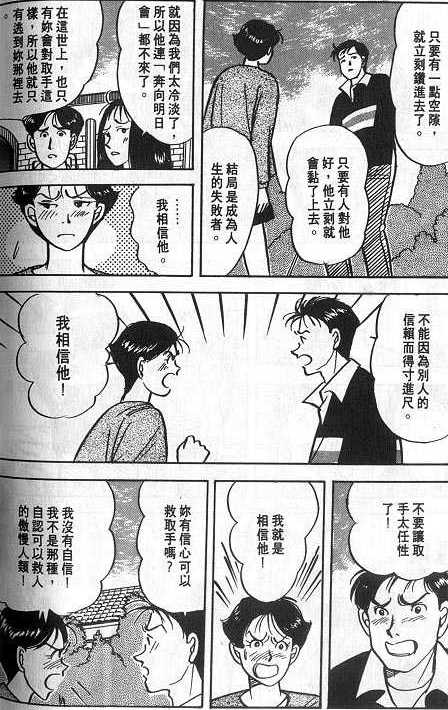 只要有一點空隙，
就立刻鑽進去了。
只要有人對他
好，他立刻就
會黏了上去。
結局是成為人
生的失敗者。
就因為我們太冷淡了，
所以他連「奔向明日
會」都不來了。
在這世上，也只
有妳會對取手這
樣，所以他就只
有逃到妳那裡去
。
………
我相信他。
不能因為別人的
信賴而得寸進尺。
我相信他！
不要讓取
手太任性
了！
我就是
相信他！
妳有信心可以
救取手嗎？
我沒有自信！
我不是那種，
自認可以救人
的傲慢人類！